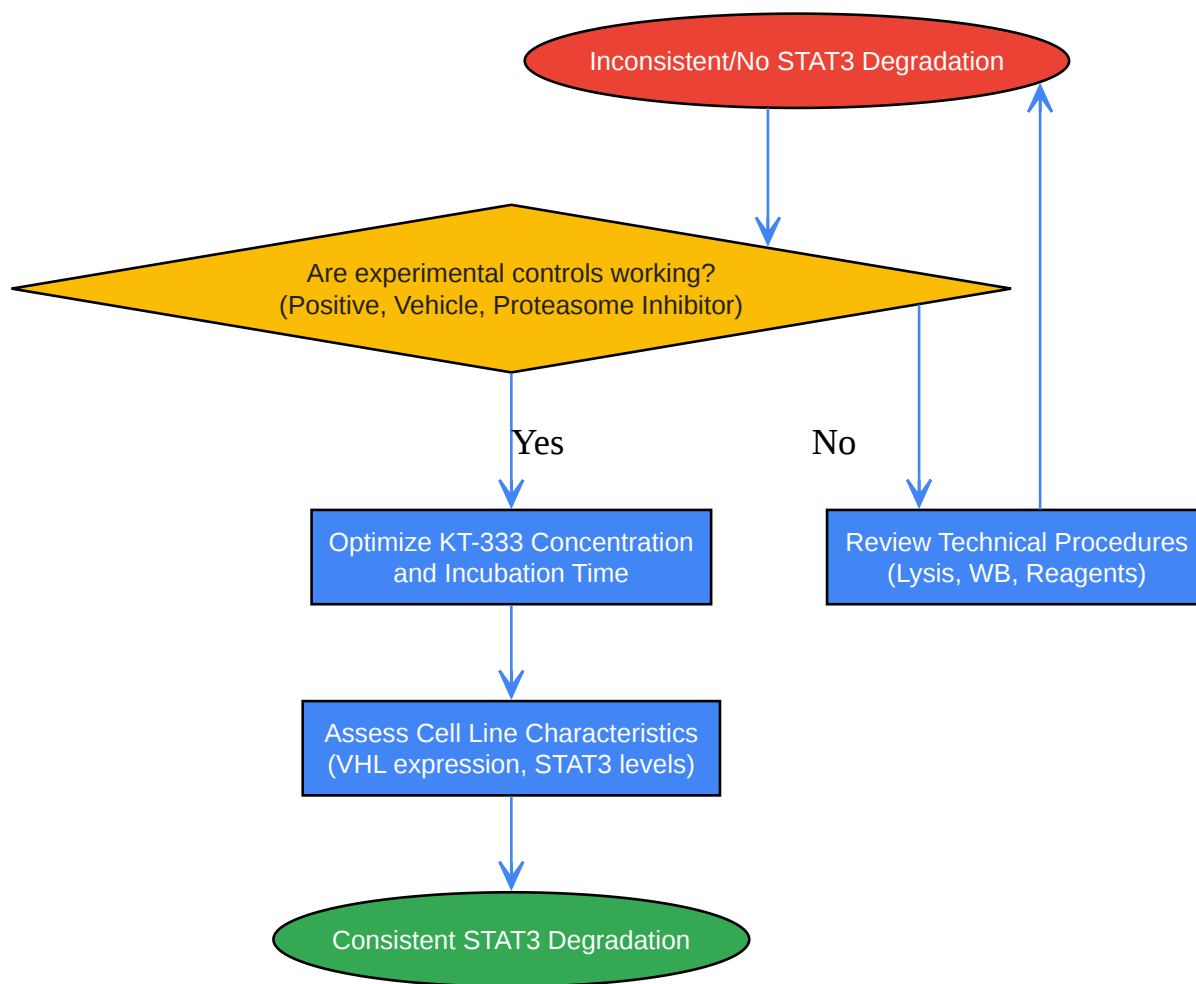 Inconsistent/No STAT3 Degradation
Are experimental controls working?
(Positive, Vehicle, Proteasome Inhibitor)
Yes
No
Optimize KT-333 Concentration
and Incubation Time
Review Technical Procedures
(Lysis, WB, Reagents)
Assess Cell Line Characteristics
(VHL expression, STAT3 levels)
Consistent STAT3 Degradation